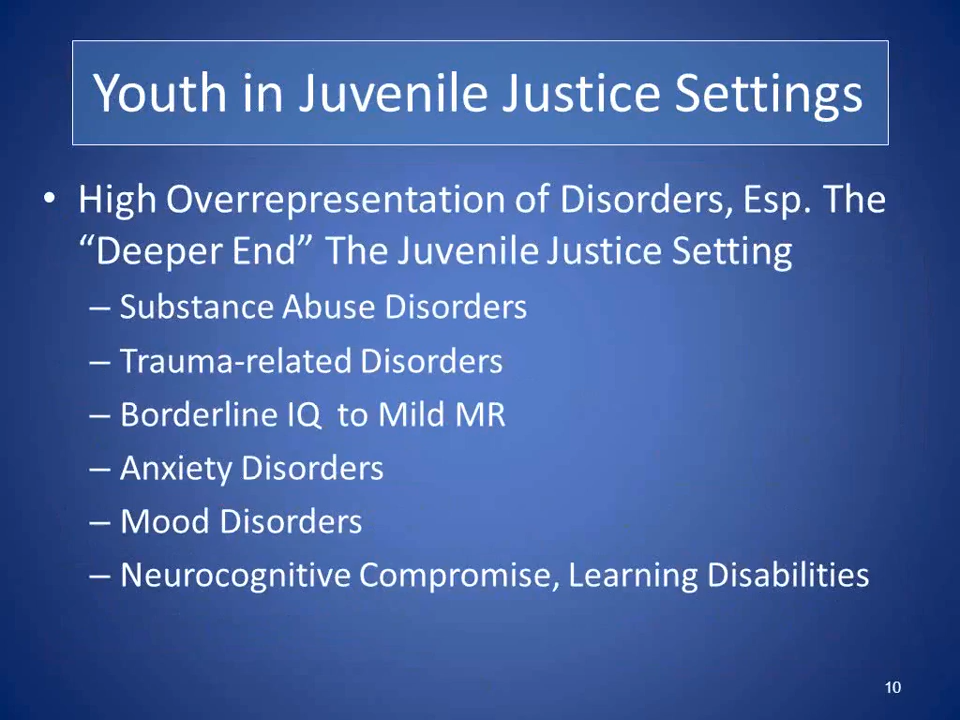 Youth in Juvenile Justice Settings
• High Overrepresentation of Disorders, Esp. The
“Deeper End” The Juvenile Justice Setting
– Substance Abuse Disorders
– Trauma-related Disorders
– Borderline IQ  to Mild MR
– Anxiety Disorders
– Mood Disorders
– Neurocognitive Compromise, Learning Disabilities
10